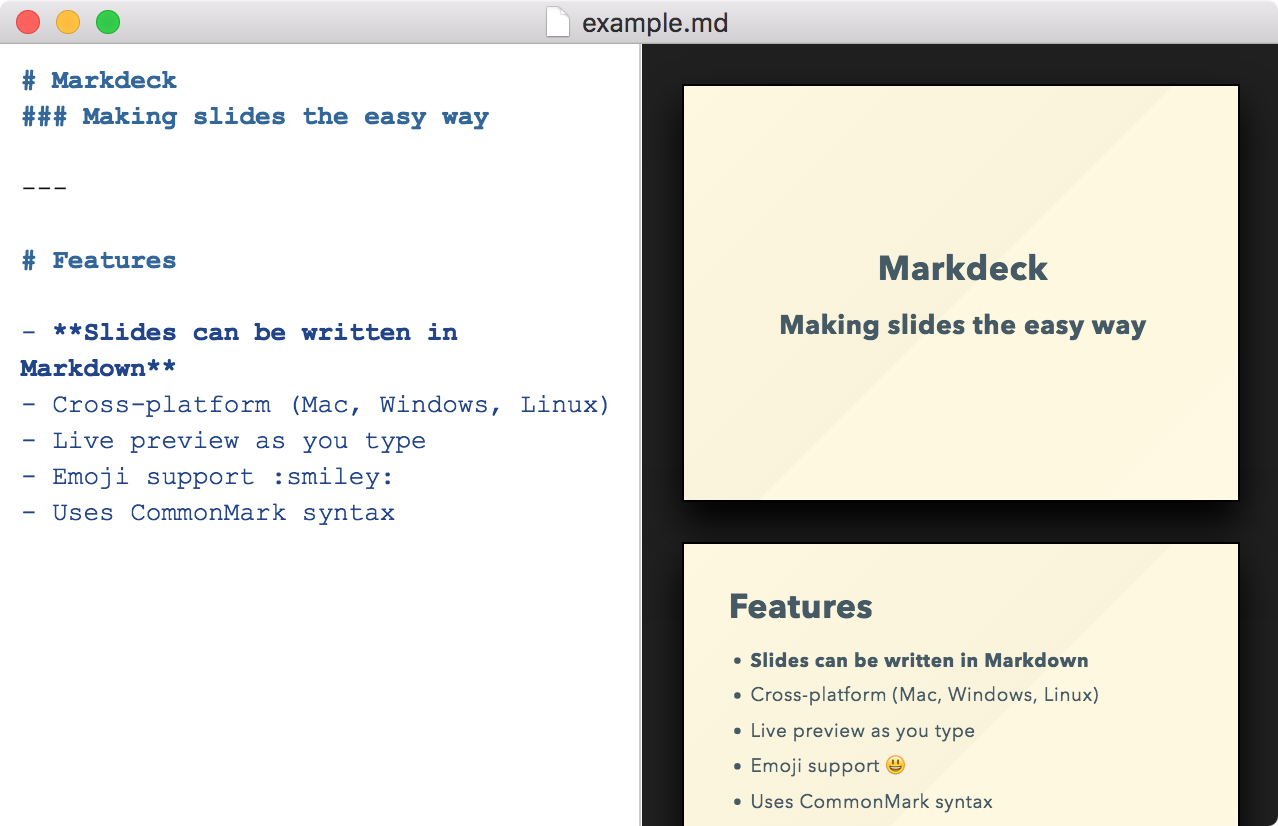 example.md
# Markdeck
### Making slides the easy way
---
# Features
- **Slides can be written in
Markdown**
- Cross-platform (Mac, Windows, Linux)
- Live preview as you type
- Emoji support :smiley:
- Uses CommonMark syntax
Markdeck
Making slides the easy way
Features
• Slides can be written in Markdown
• Cross-platform (Mac, Windows, Linux)
• Live preview as you type
• Emoji support 😃
• Uses CommonMark syntax